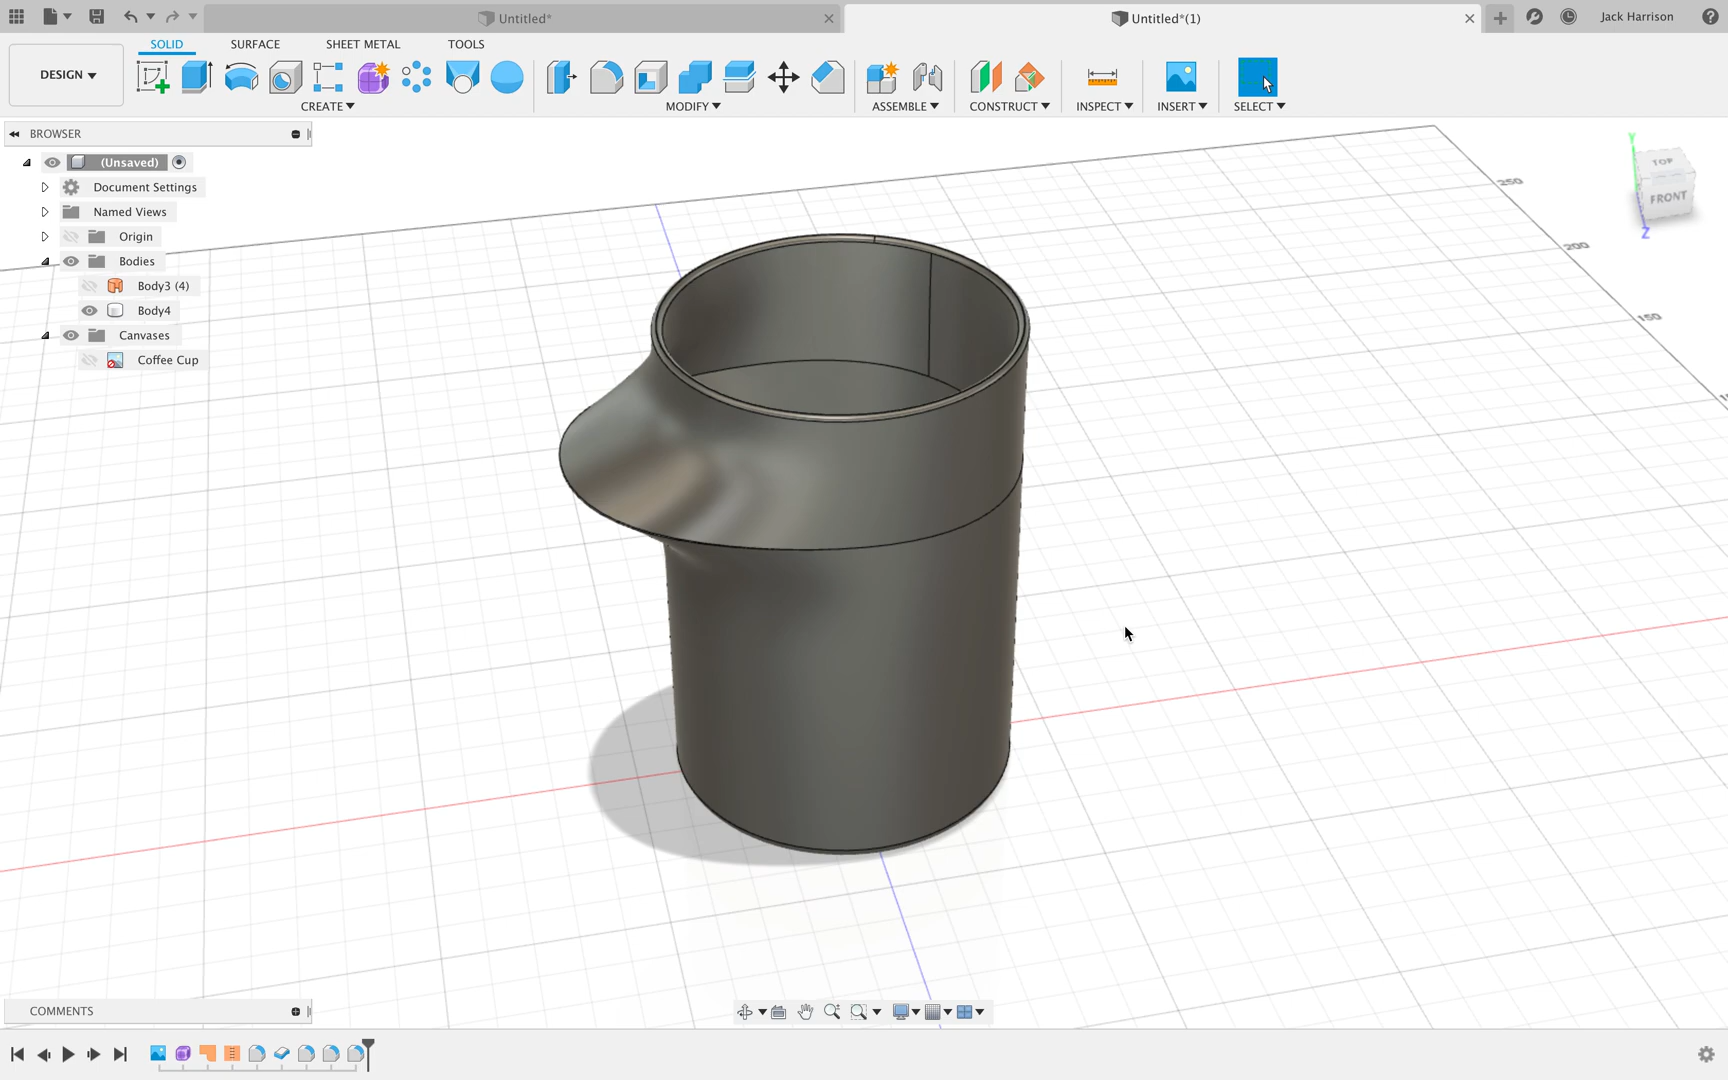 Untitled*
Untitled*(1)
Jack Harrison
SOLID
SURFACE
SHEET METAL
TOOLS
DESIGN
CREATE
MODIFY
ASSEMBLE
CONSTRUCT
INSPECT
INSERT
SELECT
BROWSER
(Unsaved)
Document Settings
Named Views
Origin
Bodies
Body3 (4)
Body4
Canvases
Coffee Cup
Y
TOP
FRONT
Z
250
200
150
COMMENTS